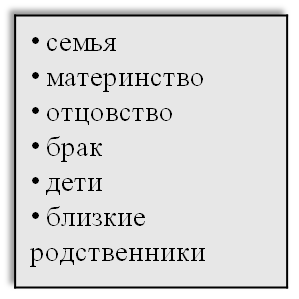 • семья
• материнство
• отцовство
• брак
• дети
• близкие
родственники